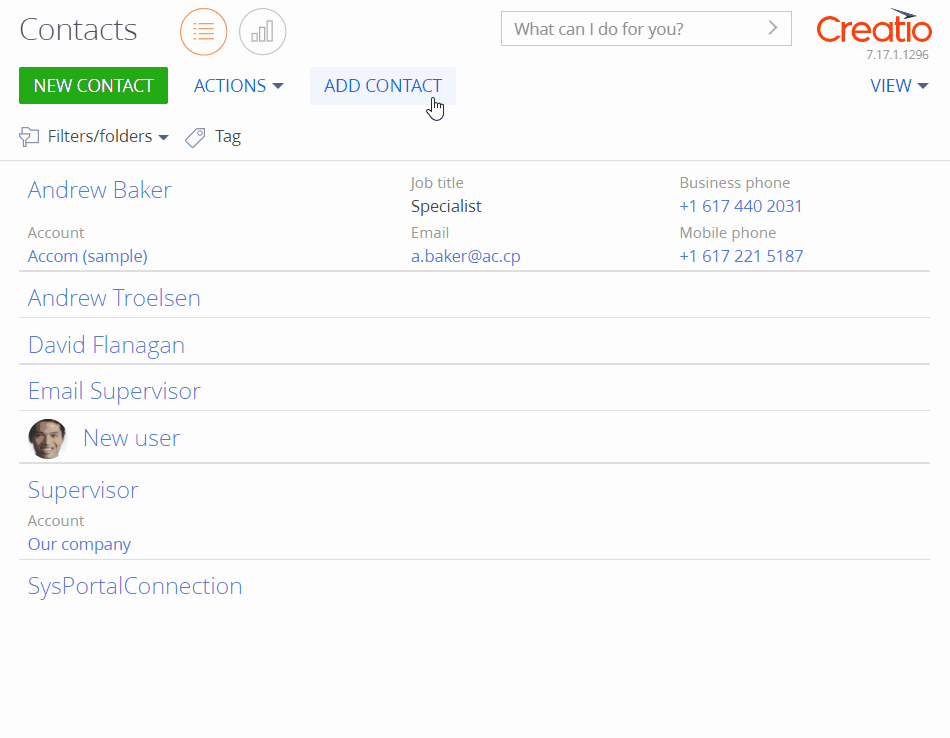 Contacts
What can I do for you?
Creatio
7.17.1.1296
NEW CONTACT ACTIONS ADD CONTACT VIEW
Filters/folders Tag
Andrew Baker
Job title
Specialist
Business phone
+1 617 440 2031
Account
Accom (sample)
Email
a.baker@ac.cp
Mobile phone
+1 617 221 5187
Andrew Troelsen
David Flanagan
Email Supervisor
New user
Supervisor
Account
Our company
SysPortalConnection